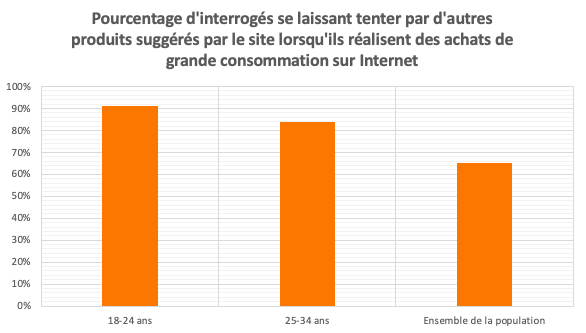 Pourcentage d'interrogés se laissant tenter par d'autres
produits suggérés par le site lorsqu'ils réalisent des achats de
grande consommation sur Internet
100%
90%
80%
70%
60%
50%
40%
30%
20%
10%
0%
18-24 ans
25-34 ans
Ensemble de la population